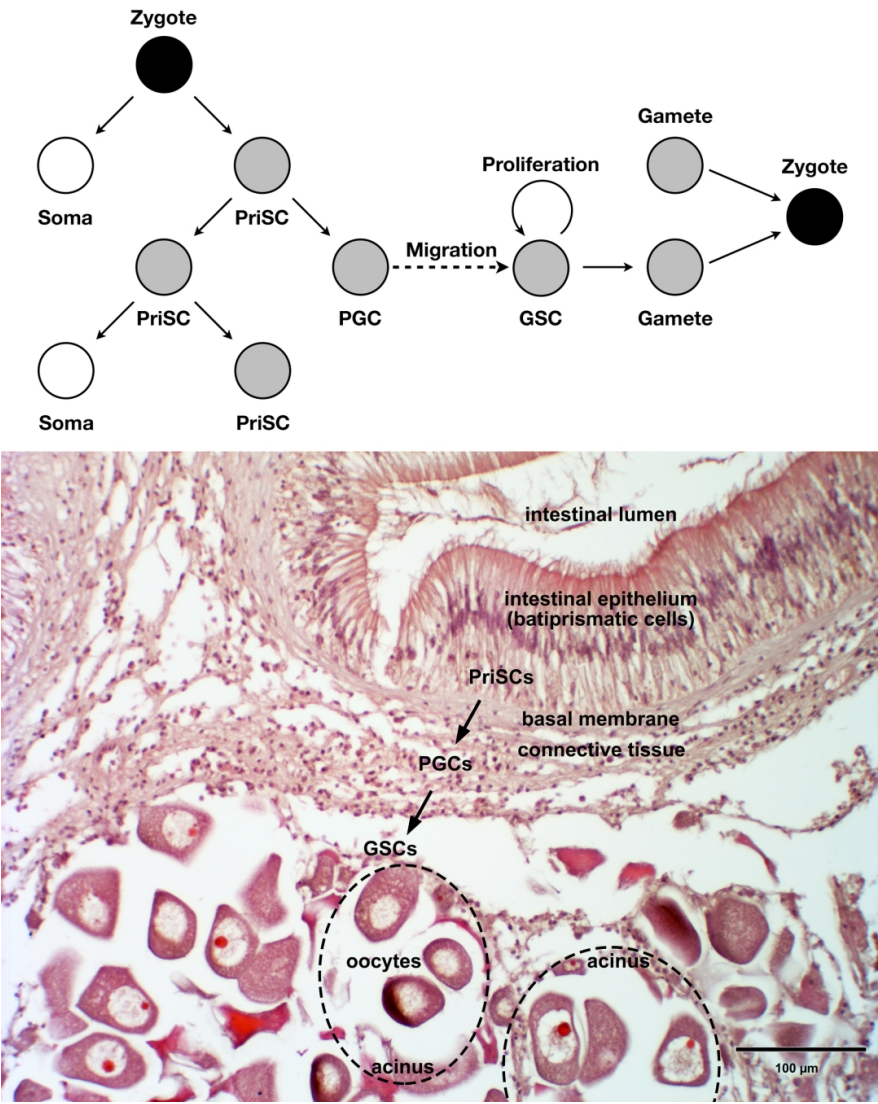 Zygote
Gamete
Proliferation
Zygote
Soma
PriSC
Migration
PriSC
PGC
GSC
Gamete
Soma
PriSC
intestinal lumen
intestinal epithelium
(batiprismatic cells)
PriSCs
basal membrane
connective tissue
PGCs
GSCs
oocytes
acinus
acinus
100 µm